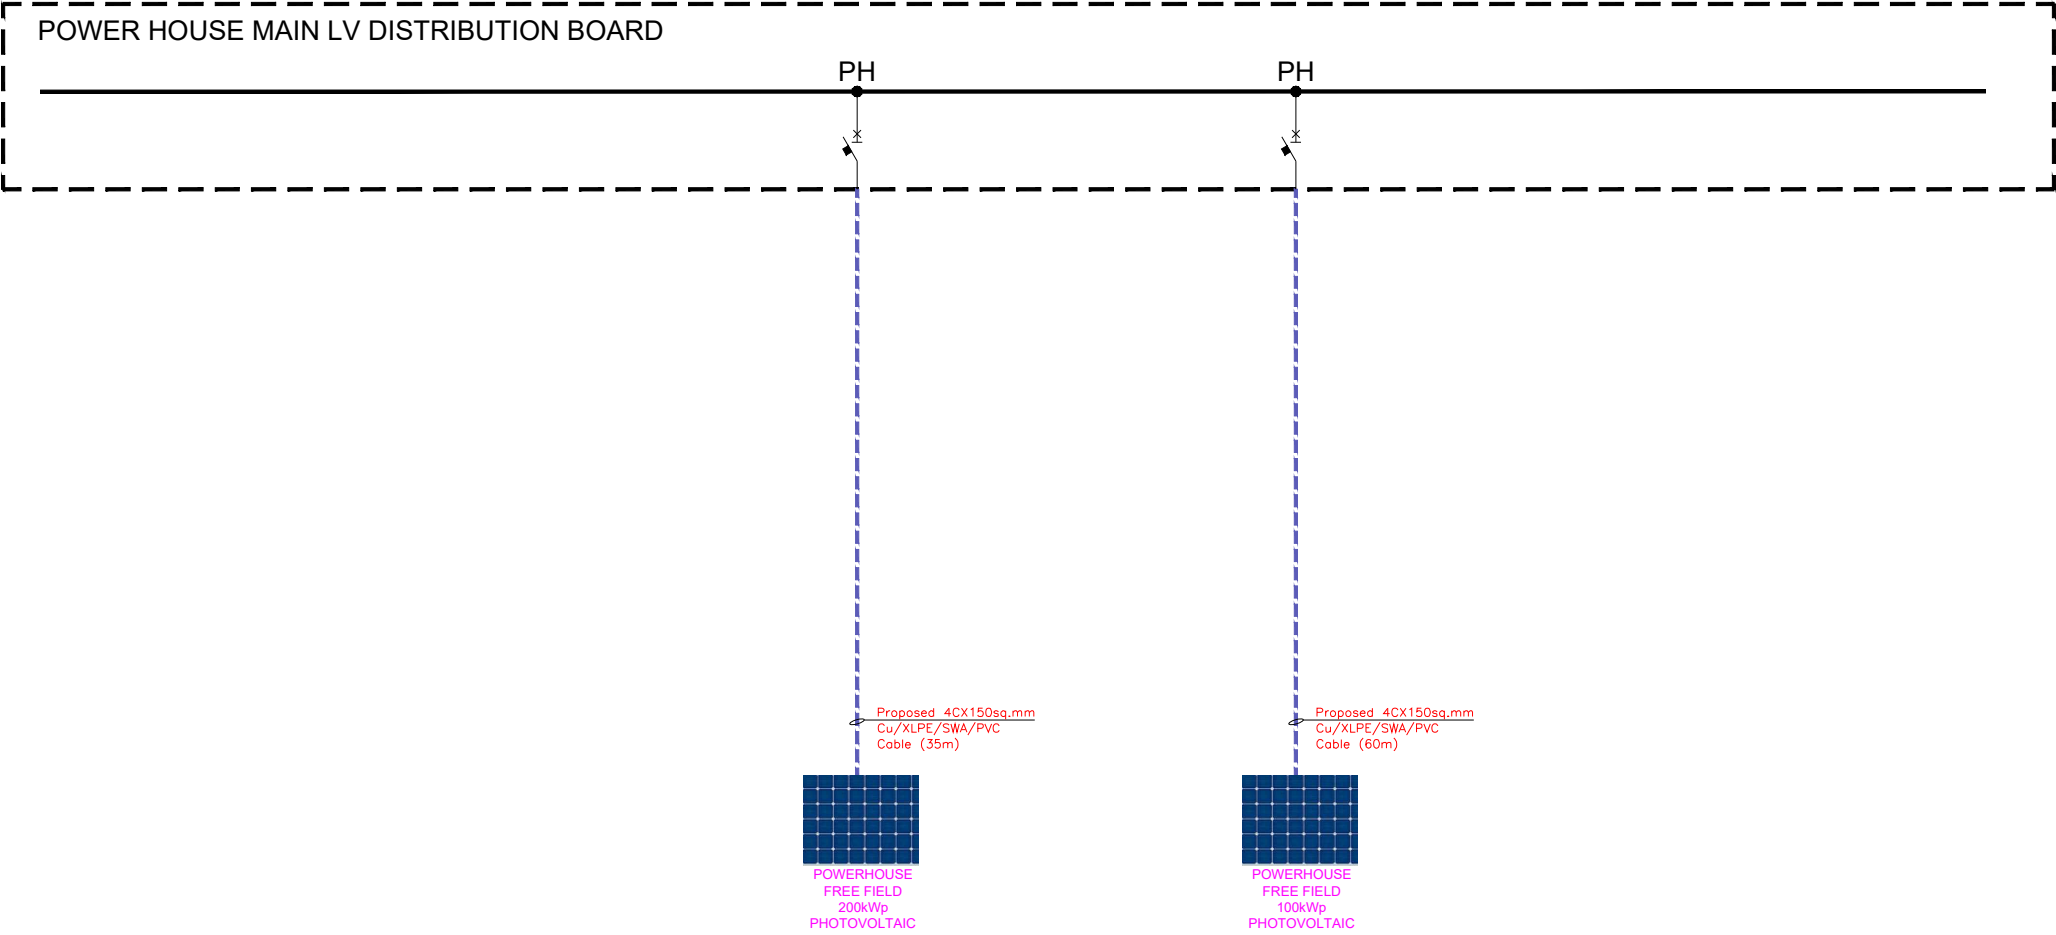 POWER HOUSE MAIN LV DISTRIBUTION BOARD
PH
PH
Proposed 4CX150sq.mm
Cu/XLPE/SWA/PVC
Cable (35m)
Proposed 4CX150sq.mm
Cu/XLPE/SWA/PVC
Cable (60m)
POWERHOUSE
FREE FIELD
200kWp
PHOTOVOLTAIC
POWERHOUSE
FREE FIELD
100kWp
PHOTOVOLTAIC